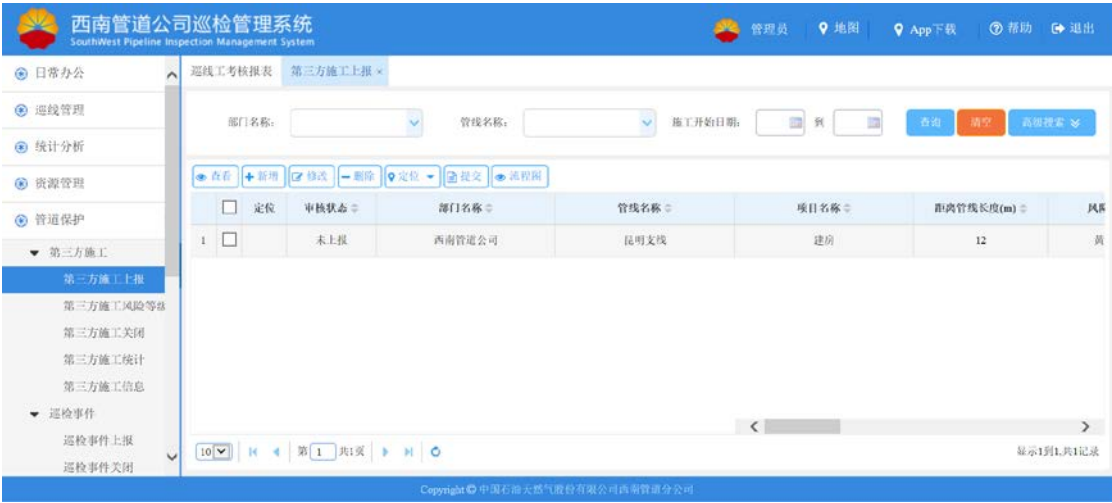 西南管道公司巡检管理系统
SouthWest Pipeline Inspection Management System
管理员 地图 App下载 帮助 退出
日常办公
巡线管理
统计分析
资源管理
管道保护
第三方施工
第三方施工上报
第三方施工风险等级
第三方施工关闭
第三方施工统计
第三方施工信息
巡检事件
巡检事件上报
巡检事件关闭
巡线工考核报表 第三方施工上报 ×
部门名称: 管线名称: 施工开始日期: 到 查询 清空 高级搜索
查看 新增 修改 删除 定位 提交 流程图
定位 审核状态 部门名称 管线名称 项目名称 距离管线长度(m) 风险
1 未上报 西南管道公司 昆明支线 建房 12 黄
10 第 1 共1页 显示1到1,共1记录
Copyright © 中国石油天然气股份有限公司西南管道分公司